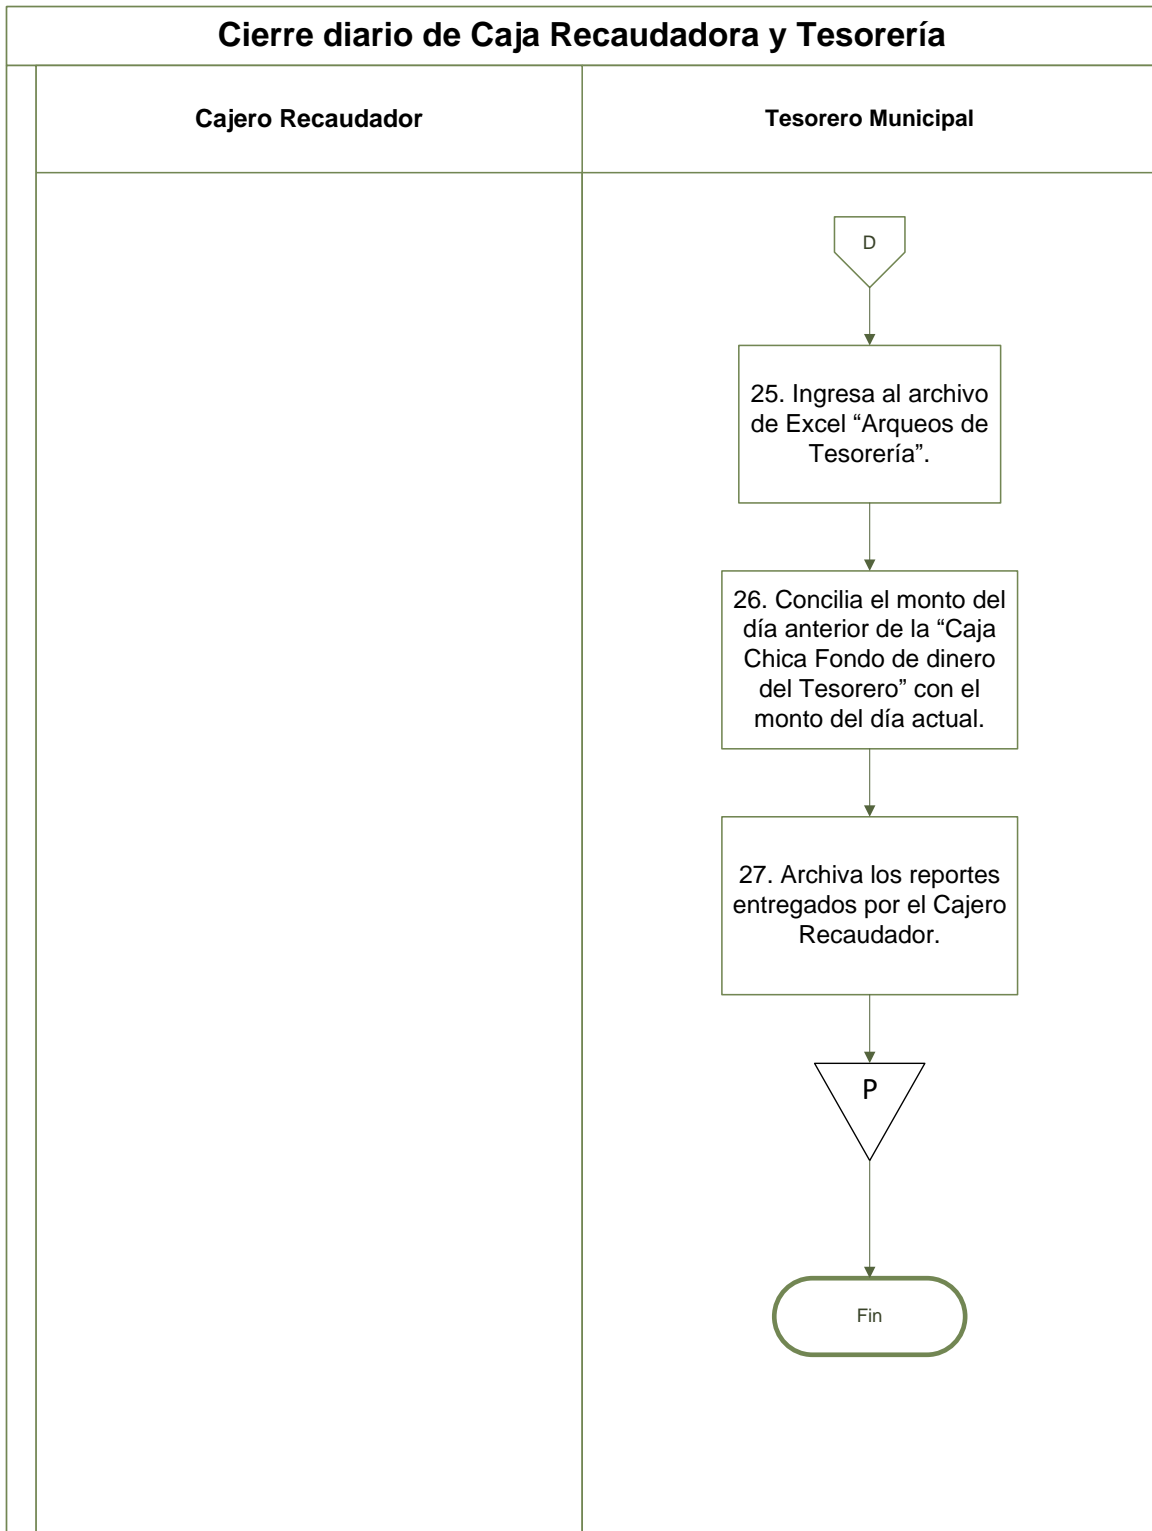 Cierre diario de Caja Recaudadora y Tesorería
Cajero Recaudador
Tesorero Municipal
D
25. Ingresa al archivo
de Excel “Arqueos de
Tesorería”.
26. Concilia el monto del
día anterior de la “Caja
Chica Fondo de dinero
del Tesorero” con el
monto del día actual.
27. Archiva los reportes
entregados por el Cajero
Recaudador.
P
Fin